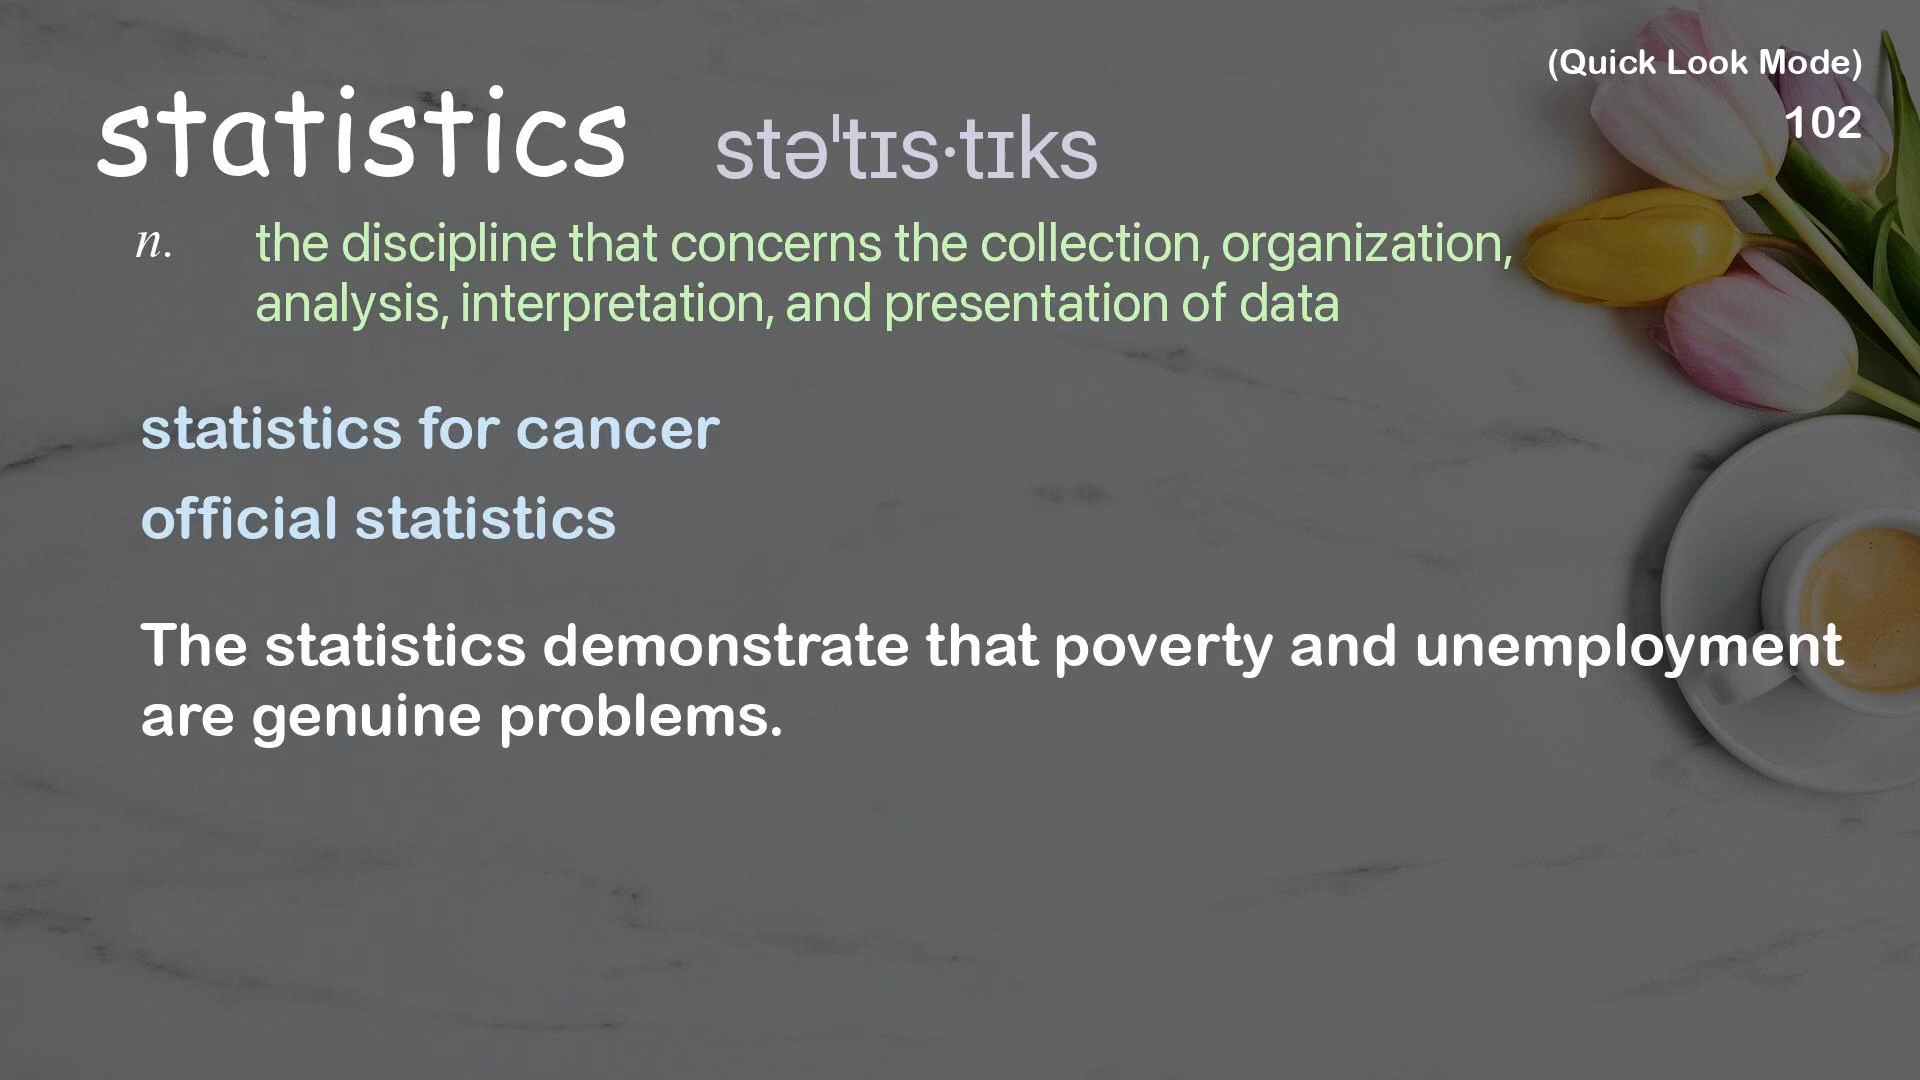 (Quick Look Mode)
statistics stəˈtɪs·tɪks
102
n. the discipline that concerns the collection, organization,
analysis, interpretation, and presentation of data
statistics for cancer
official statistics
The statistics demonstrate that poverty and unemployment
are genuine problems.